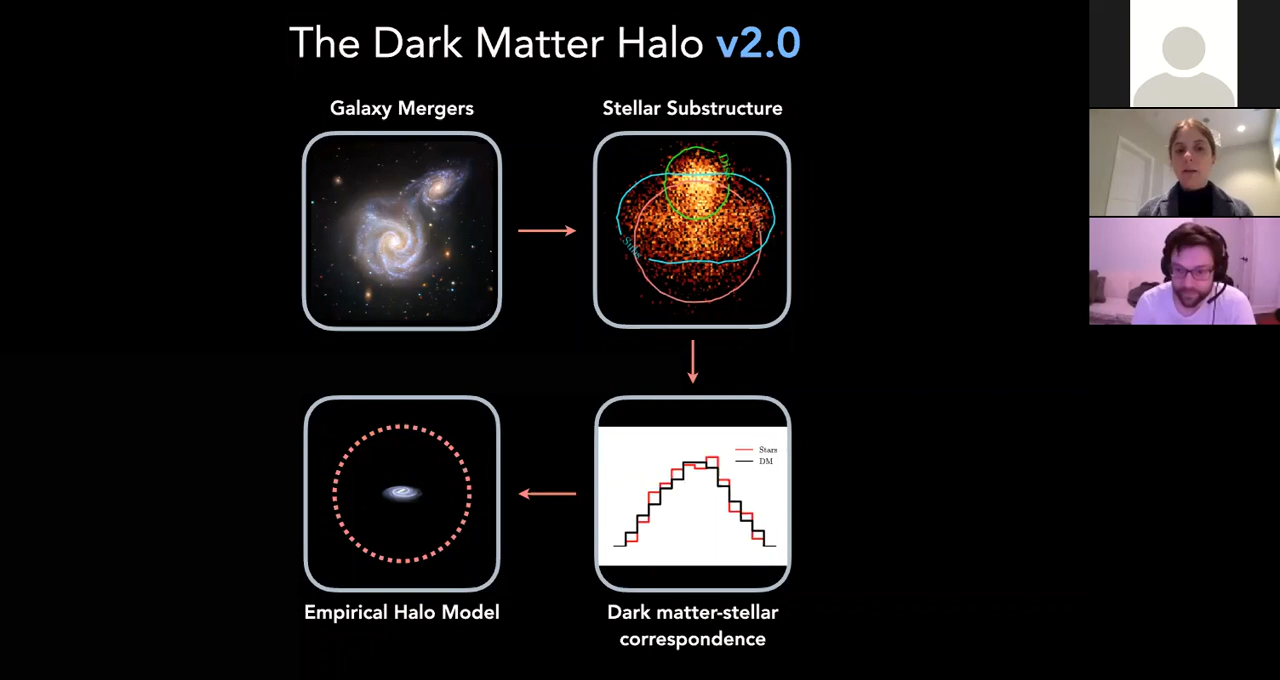 The Dark Matter Halo v2.0
Galaxy Mergers
Stellar Substructure
Stars
DM
Empirical Halo Model
Dark matter-stellar
correspondence